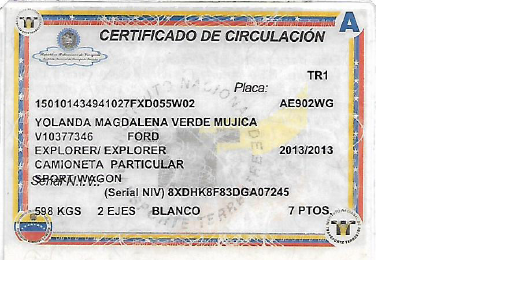 A
CERTIFICADO DE CIRCULACIÓN
TR1
Placa:
150101434941027FXD055W02 AE902WG
YOLANDA MAGDALENA VERDE MUJICA
V10377346 FORD
EXPLORER/ EXPLORER 2013/2013
CAMIONETA PARTICULAR
SPORT WAGON
Serial N.I.V.:
(Serial NIV) 8XDHK8F83DGA07245
598 KGS 2 EJES BLANCO 7 PTOS